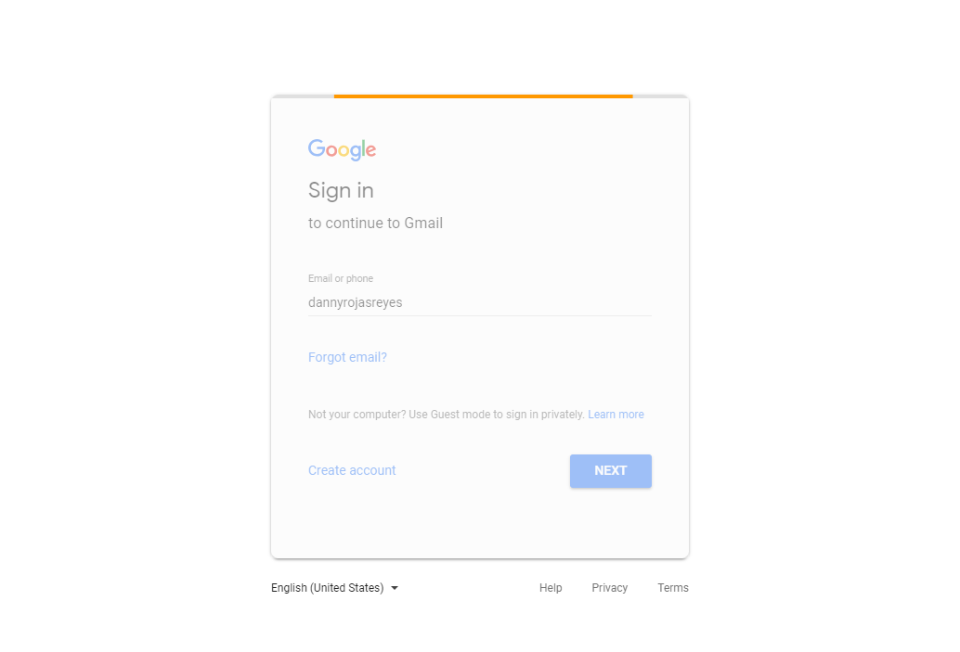 Google
Sign in
to continue to Gmail
Email or phone
dannyrojasreyes
Forgot email?
Not your computer? Use Guest mode to sign in privately. Learn more
Create account NEXT
English (United States) Help Privacy Terms